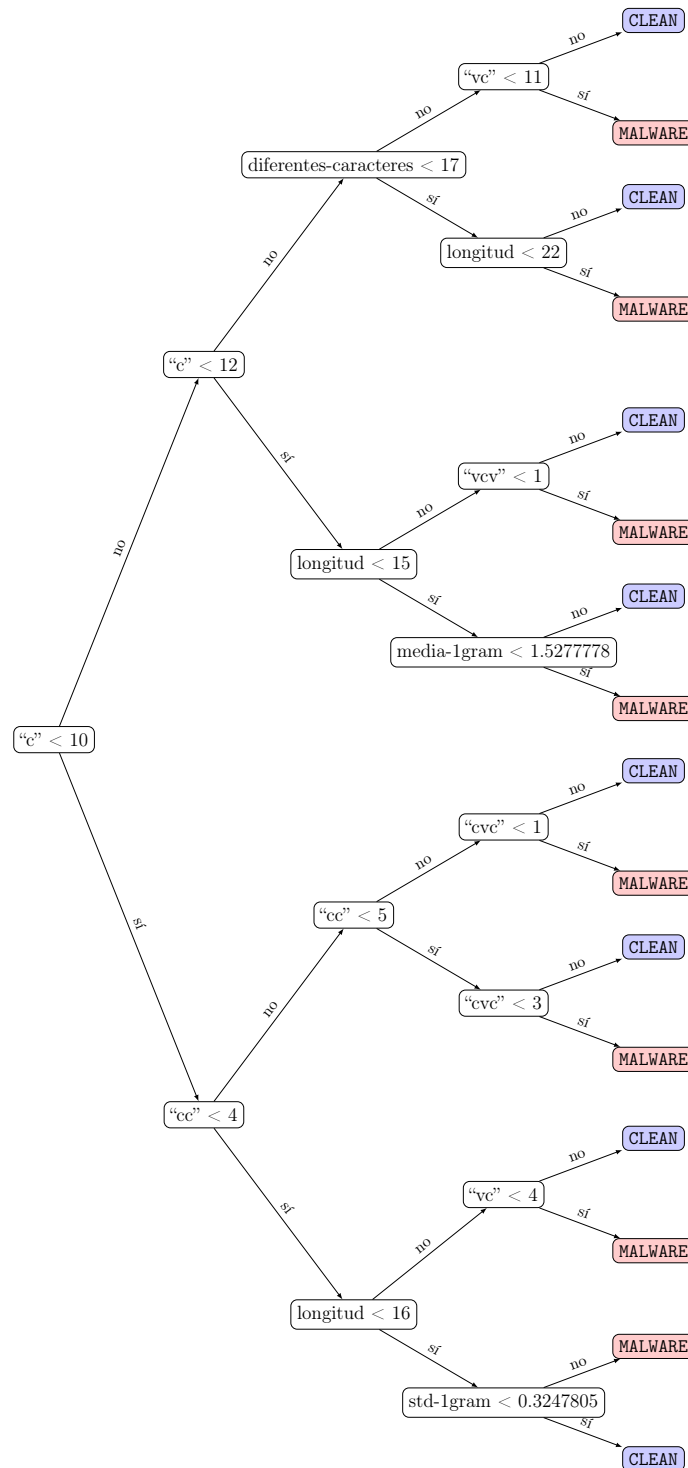 CLEAN
no
“vc” < 11
sí
no
MALWARE
diferentes-caracteres < 17
CLEAN
sí
no
longitud < 22
no
sí
MALWARE
“c” < 12
CLEAN
no
sí
“vcv” < 1
no
sí
MALWARE
longitud < 15
no
CLEAN
sí
no
media-1gram < 1.5277778
sí
MALWARE
“c” < 10
CLEAN
no
“cvc” < 1
sí
no
MALWARE
“cc” < 5
sí
CLEAN
sí
no
no
“cvc” < 3
sí
MALWARE
“cc” < 4
CLEAN
no
“vc” < 4
sí
sí
no
MALWARE
longitud < 16
sí
MALWARE
no
std-1gram < 0.3247805
sí
CLEAN